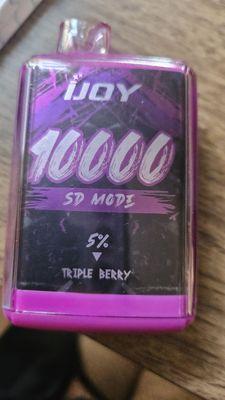 iJOY
10000
SD MODE
5%
TRIPLE BERRY